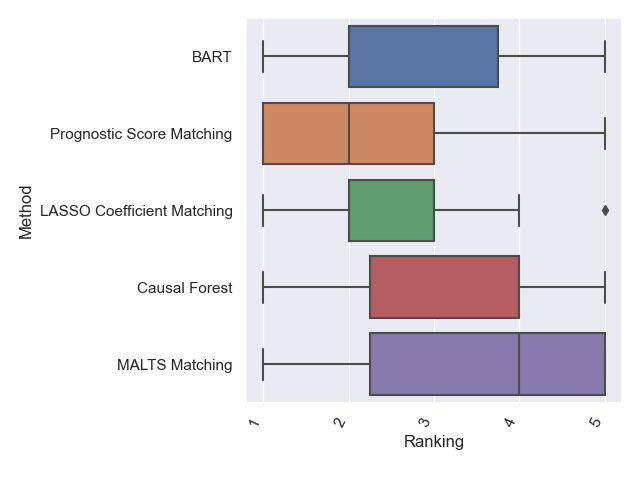 BART
Prognostic Score Matching
LASSO Coefficient Matching
Causal Forest
MALTS Matching
Method
1 2 3 4 5
Ranking